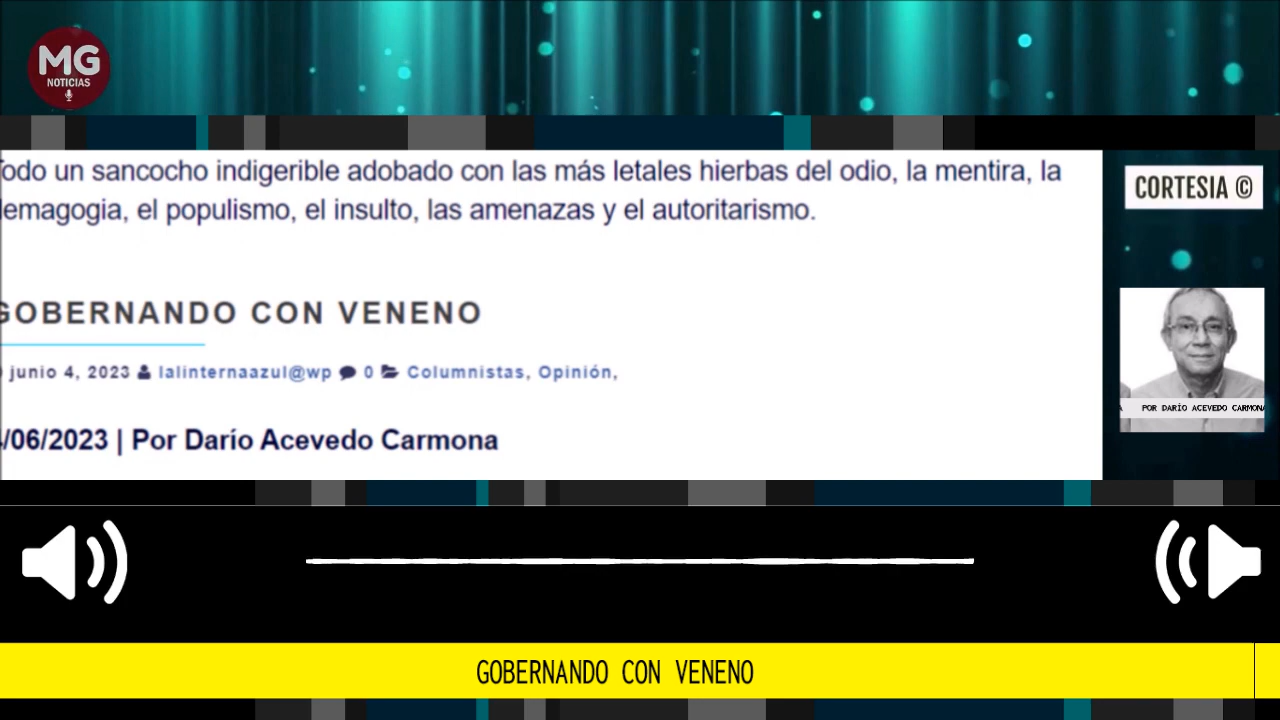 MG
NOTICIAS
odo un sancocho indigerible adobado con las más letales hierbas del odio, la mentira, la
emagogia, el populismo, el insulto, las amenazas y el autoritarismo.
CORTESIA ©
GOBERNANDO CON VENENO
junio 4, 2023 lalinternaazul@wp 0 Columnistas, Opinión,
POR DARÍO ACEVEDO CARMONA
/06/2023 | Por Darío Acevedo Carmona
GOBERNANDO CON VENENO